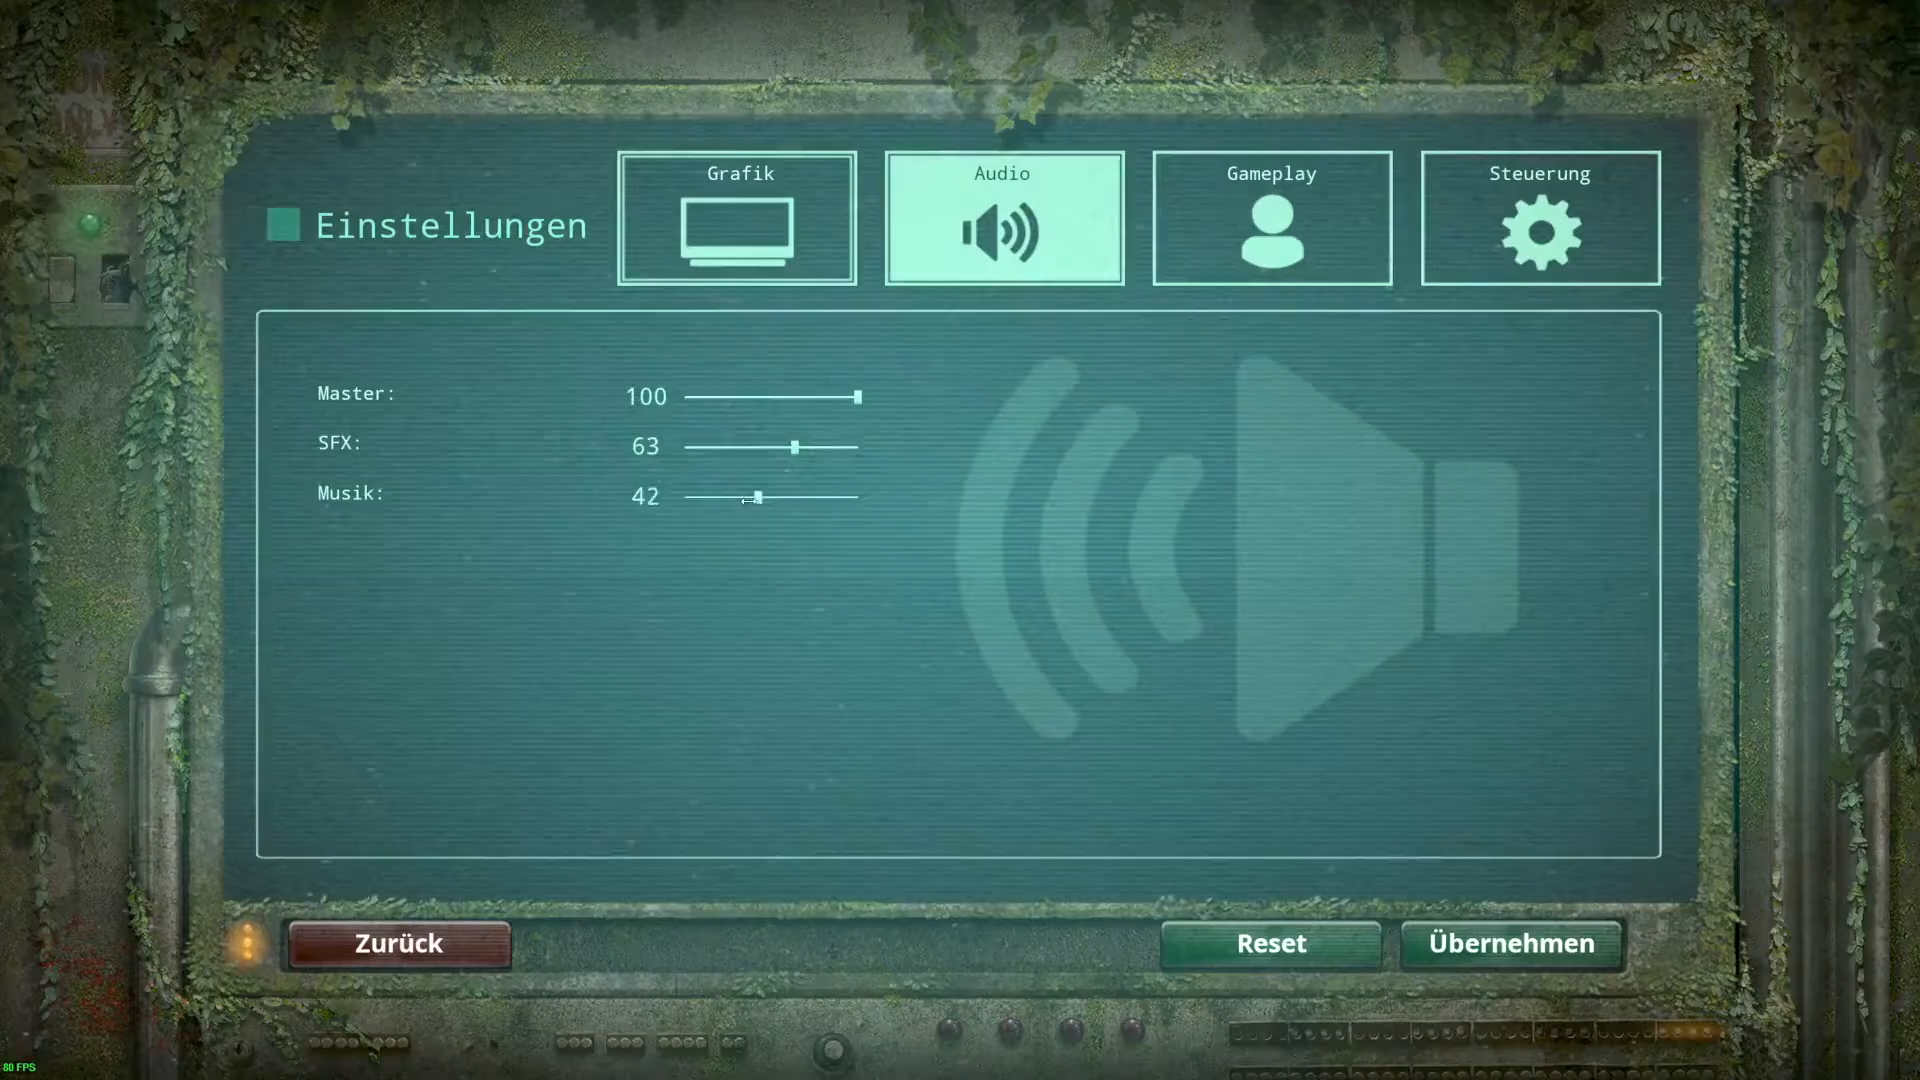 Einstellungen
Grafik
Audio
Gameplay
Steuerung
Master:
100
SFX:
63
Musik:
42
Zurück
Reset
Übernehmen
80 FPS